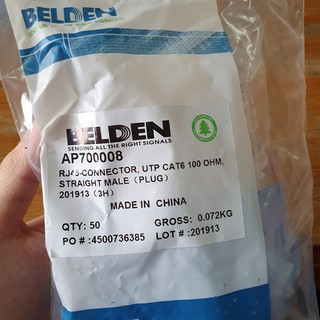 BELDEN
SENDING ALL THE RIGHT SIGNALS
BELDEN
SENDING ALL THE RIGHT SIGNALS
AP700008
RJ45-CONNECTOR, UTP CAT6 100 OHM,
STRAIGHT MALE (PLUG)
201913 (3H)
MADE IN CHINA
QTY: 50 GROSS: 0.072KG
PO # :4500736385 LOT # :201913